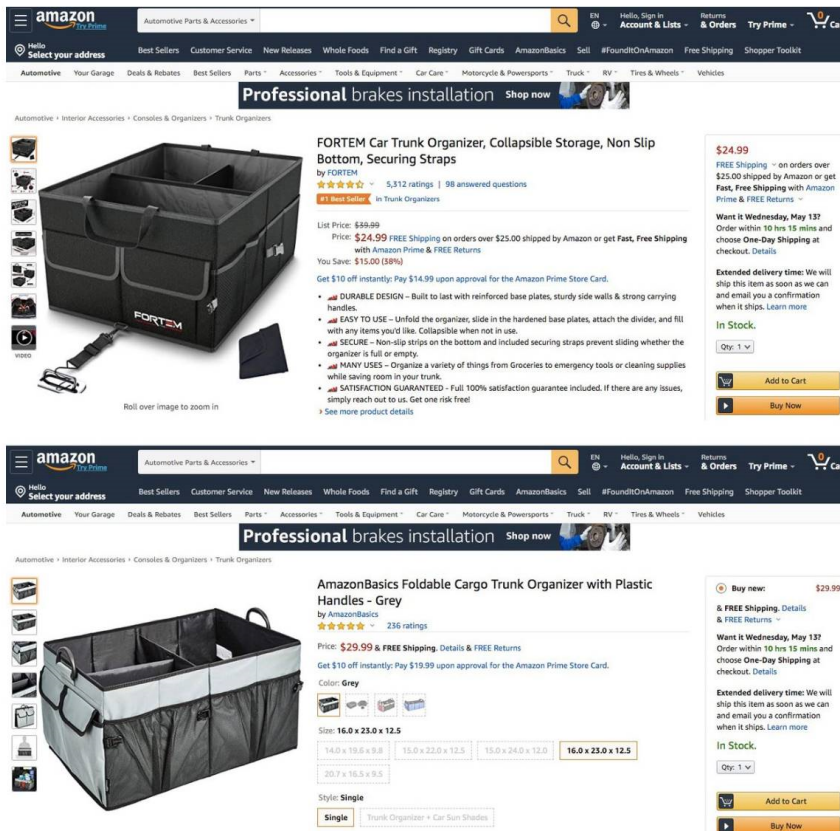 amazon
Try Prime
Automotive Parts & Accessories
EN
Hello, Sign in
Account & Lists
Returns
& Orders
Try Prime
0
Ca
Hello
Select your address
Best Sellers Customer Service New Releases Whole Foods Find a Gift Registry Gift Cards AmazonBasics Sell #FoundItOnAmazon Free Shipping Shopper Toolkit
Automotive Your Garage Deals & Rebates Best Sellers Parts Accessories Tools & Equipment Car Care Motorcycle & Powersports Truck RV Tires & Wheels Vehicles
Professional brakes installation Shop now
Automotive › Interior Accessories › Consoles & Organizers › Trunk Organizers
FORTEM
VIDEO
Roll over image to zoom in
FORTEM Car Trunk Organizer, Collapsible Storage, Non Slip
Bottom, Securing Straps
by FORTEM
5,312 ratings | 98 answered questions
#1 Best Seller in Trunk Organizers
List Price: $39.99
Price: $24.99 FREE Shipping on orders over $25.00 shipped by Amazon or get Fast, Free Shipping
with Amazon Prime & FREE Returns
You Save: $15.00 (38%)
Get $10 off instantly: Pay $14.99 upon approval for the Amazon Prime Store Card.
• DURABLE DESIGN – Built to last with reinforced base plates, sturdy side walls & strong carrying
handles.
• EASY TO USE – Unfold the organizer, slide in the hardened base plates, attach the divider, and fill
with any items you'd like. Collapsible when not in use.
• SECURE – Non-slip strips on the bottom and included securing straps prevent sliding whether the
organizer is full or empty.
• MANY USES – Organize a variety of things from Groceries to emergency tools or cleaning supplies
while saving room in your trunk.
• SATISFACTION GUARANTEED - Full 100% satisfaction guarantee included. If there are any issues,
simply reach out to us. Get one risk free!
› See more product details
$24.99
FREE Shipping on orders over
$25.00 shipped by Amazon or get
Fast, Free Shipping with Amazon
Prime & FREE Returns
Want it Wednesday, May 13?
Order within 10 hrs 15 mins and
choose One-Day Shipping at
checkout. Details
Extended delivery time: We will
ship this item as soon as we can
and email you a confirmation
when it ships. Learn more
In Stock.
Qty: 1
Add to Cart
Buy Now
amazon
Try Prime
Automotive Parts & Accessories
EN
Hello, Sign in
Account & Lists
Returns
& Orders
Try Prime
0
Ca
Hello
Select your address
Best Sellers Customer Service New Releases Whole Foods Find a Gift Registry Gift Cards AmazonBasics Sell #FoundItOnAmazon Free Shipping Shopper Toolkit
Automotive Your Garage Deals & Rebates Best Sellers Parts Accessories Tools & Equipment Car Care Motorcycle & Powersports Truck RV Tires & Wheels Vehicles
Professional brakes installation Shop now
Automotive › Interior Accessories › Consoles & Organizers › Trunk Organizers
AmazonBasics Foldable Cargo Trunk Organizer with Plastic
Handles - Grey
by AmazonBasics
236 ratings
Price: $29.99 & FREE Shipping. Details & FREE Returns
Get $10 off instantly: Pay $19.99 upon approval for the Amazon Prime Store Card.
Color: Grey
Size: 16.0 x 23.0 x 12.5
14.0 x 19.6 x 9.8 15.0 x 22.0 x 12.5 15.0 x 24.0 x 12.0 16.0 x 23.0 x 12.5
20.7 x 16.5 x 9.5
Style: Single
Single Trunk Organizer + Car Sun Shades
Buy new: $29.99
& FREE Shipping. Details
& FREE Returns
Want it Wednesday, May 13?
Order within 10 hrs 15 mins and
choose One-Day Shipping at
checkout. Details
Extended delivery time: We will
ship this item as soon as we can
and email you a confirmation
when it ships. Learn more
In Stock.
Qty: 1
Add to Cart
Buy Now